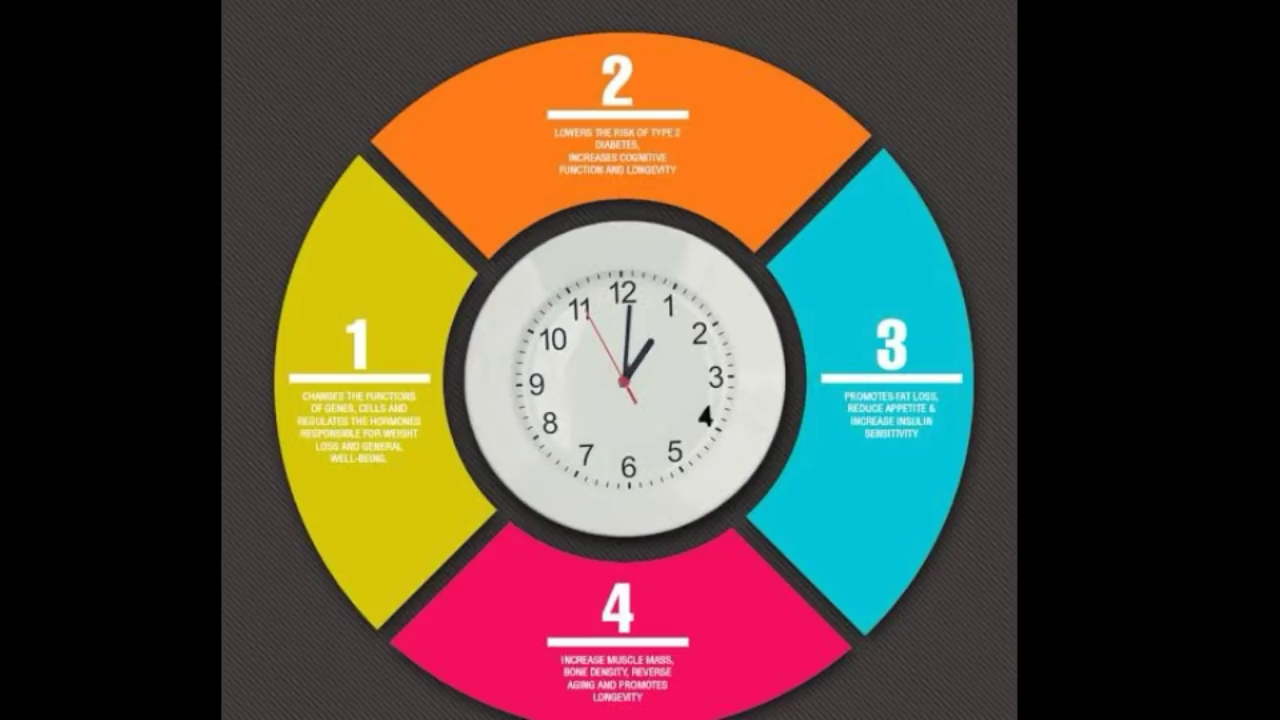 2
LOWERS THE RISK OF TYPE 2
DIABETES,
INCREASES COGNITIVE
FUNCTION AND LONGEVITY
1
CHANGES THE FUNCTIONS
OF GENES, CELLS AND
REGULATES THE HORMONES
RESPONSIBLE FOR WEIGHT
LOSS AND GENERAL
WELL-BEING.
12
1
2
3
4
5
6
7
8
9
10
11
3
PROMOTES FAT LOSS,
REDUCE APPETITE &
INCREASE INSULIN
SENSITIVITY
4
INCREASE MUSCLE MASS,
BONE DENSITY, REVERSE
AGING AND PROMOTES
LONGEVITY